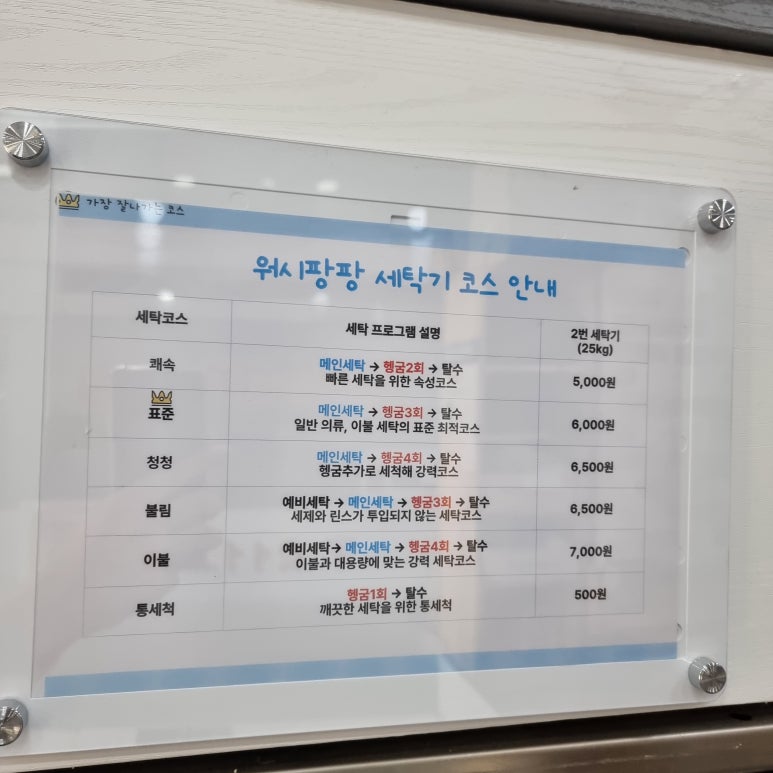 가장 잘나가는 코스
워시팡팡 세탁기 코스 안내
세탁코스
세탁 프로그램 설명
2번 세탁기
(25kg)
쾌속
메인세탁 → 헹굼2회 → 탈수
빠른 세탁을 위한 속성코스
5,000원
표준
메인세탁 → 헹굼3회 → 탈수
일반 의류, 이불 세탁의 표준 최적코스
6,000원
청청
메인세탁 → 헹굼4회 → 탈수
헹굼추가로 세척해 강력코스
6,500원
불림
예비세탁 → 메인세탁 → 헹굼3회 → 탈수
세제와 린스가 투입되지 않는 세탁코스
6,500원
이불
예비세탁→ 메인세탁 → 헹굼4회 → 탈수
이불과 대용량에 맞는 강력 세탁코스
7,000원
통세척
헹굼1회 → 탈수
깨끗한 세탁을 위한 통세척
500원